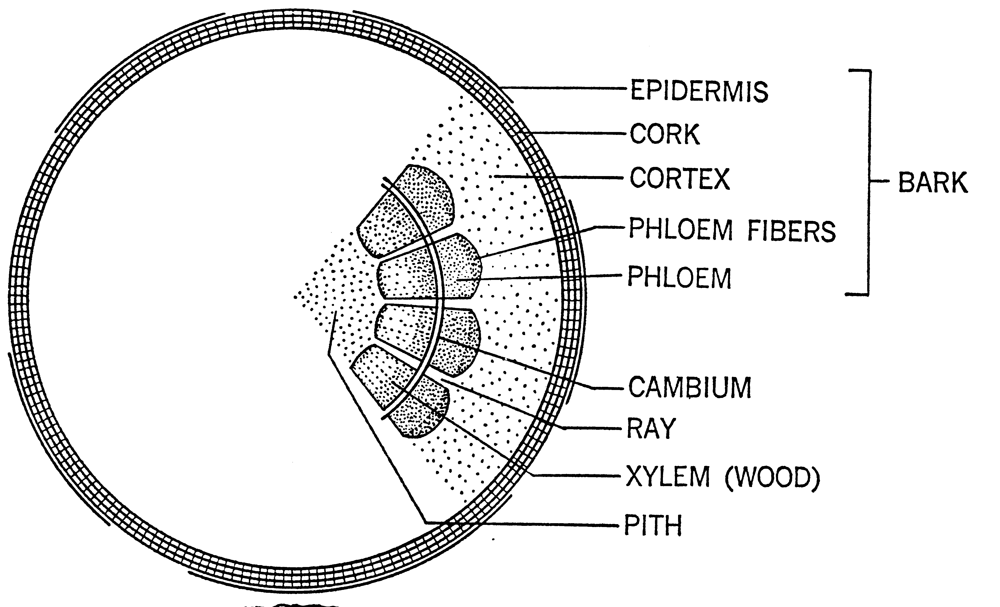 EPIDERMIS
CORK
CORTEX
PHLOEM FIBERS
PHLOEM
BARK
CAMBIUM
RAY
XYLEM (WOOD)
PITH